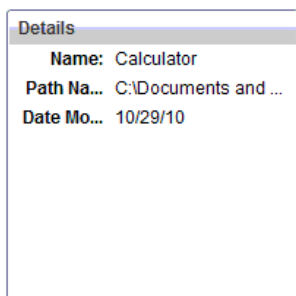 Details
Name: Calculator
Path Na... C:\Documents and ...
Date Mo... 10/29/10